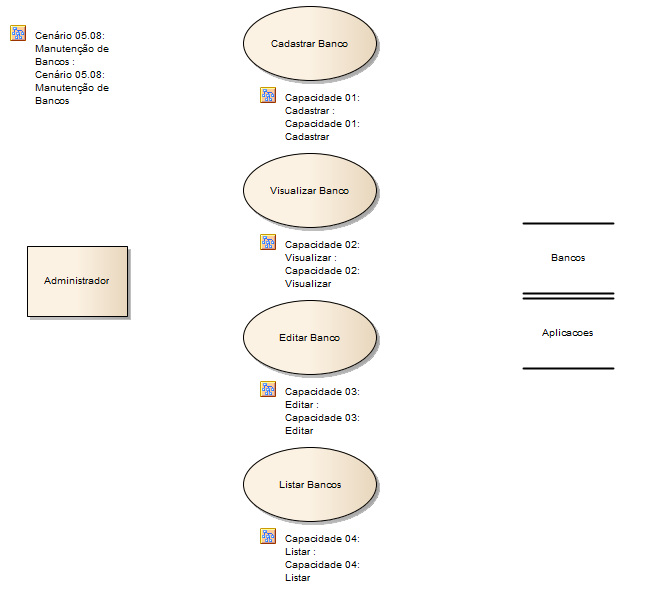 Cenário 05.08:
Manutenção de
Bancos :
Cenário 05.08:
Manutenção de
Bancos
Cadastrar Banco
Capacidade 01:
Cadastrar :
Capacidade 01:
Cadastrar
Visualizar Banco
Capacidade 02:
Visualizar :
Capacidade 02:
Visualizar
Bancos
Administrador
Editar Banco
Aplicacoes
Capacidade 03:
Editar :
Capacidade 03:
Editar
Listar Bancos
Capacidade 04:
Listar :
Capacidade 04:
Listar